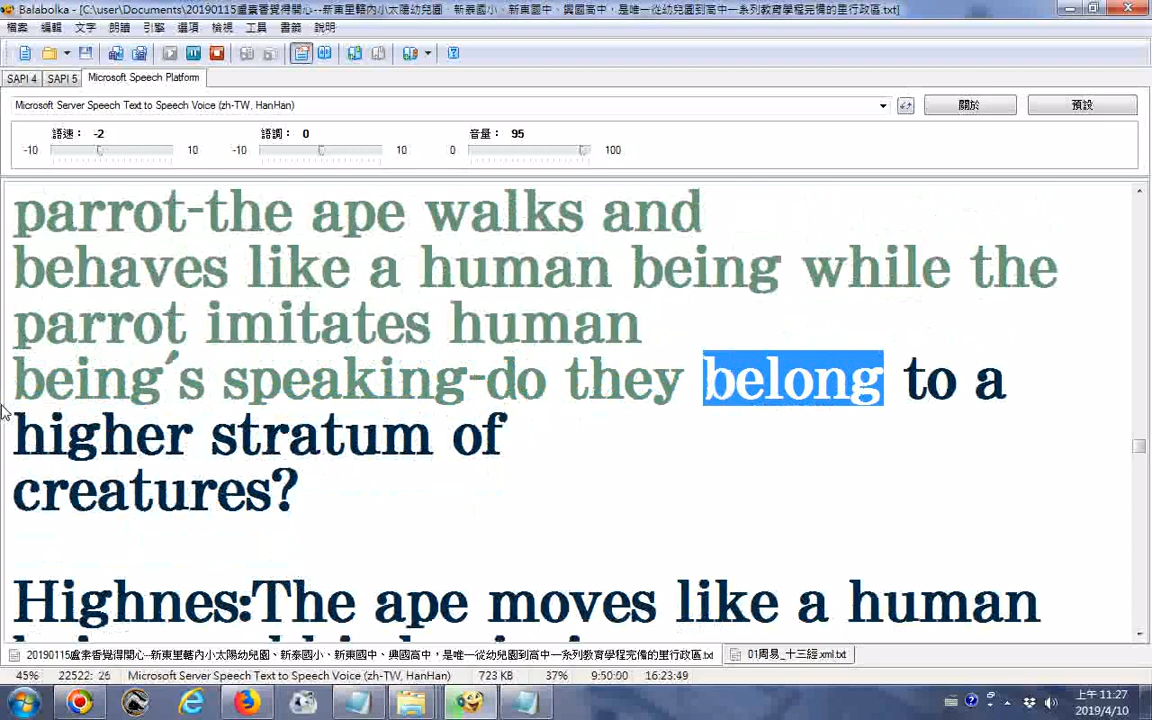 Balabolka - [C:\user\Documents\20190115盧素香覺得開心--新東里轄內小太陽幼兒園、新泰國小、新東國中、興國高中，是唯一從幼兒園到高中一系列教育學程完備的里行政區.txt]
檔案 編輯 文字 朗讀 引擎 選項 檢視 工具 書籤 說明
SAPI 4 SAPI 5 Microsoft Speech Platform
Microsoft Server Speech Text to Speech Voice (zh-TW, HanHan) 關於 預設
語速： -2 語調： 0 音量： 95
-10 10 -10 10 0 100
parrot-the ape walks and
behaves like a human being while the
parrot imitates human
being´s speaking-do they belong to a
higher stratum of
creatures?
Highnes:The ape moves like a human
20190115盧素香覺得開心--新東里轄內小太陽幼兒園、新泰國小、新東國中、興國高中，是唯一從幼兒園到高中一系列教育學程完備的里行政區.txt 01周易_十三經.xml.txt
45% 22522: 26 Microsoft Server Speech Text to Speech Voice (zh-TW, HanHan) 723 KB 37% 9:50:00 16:23:49
上午 11:27
2019/4/10